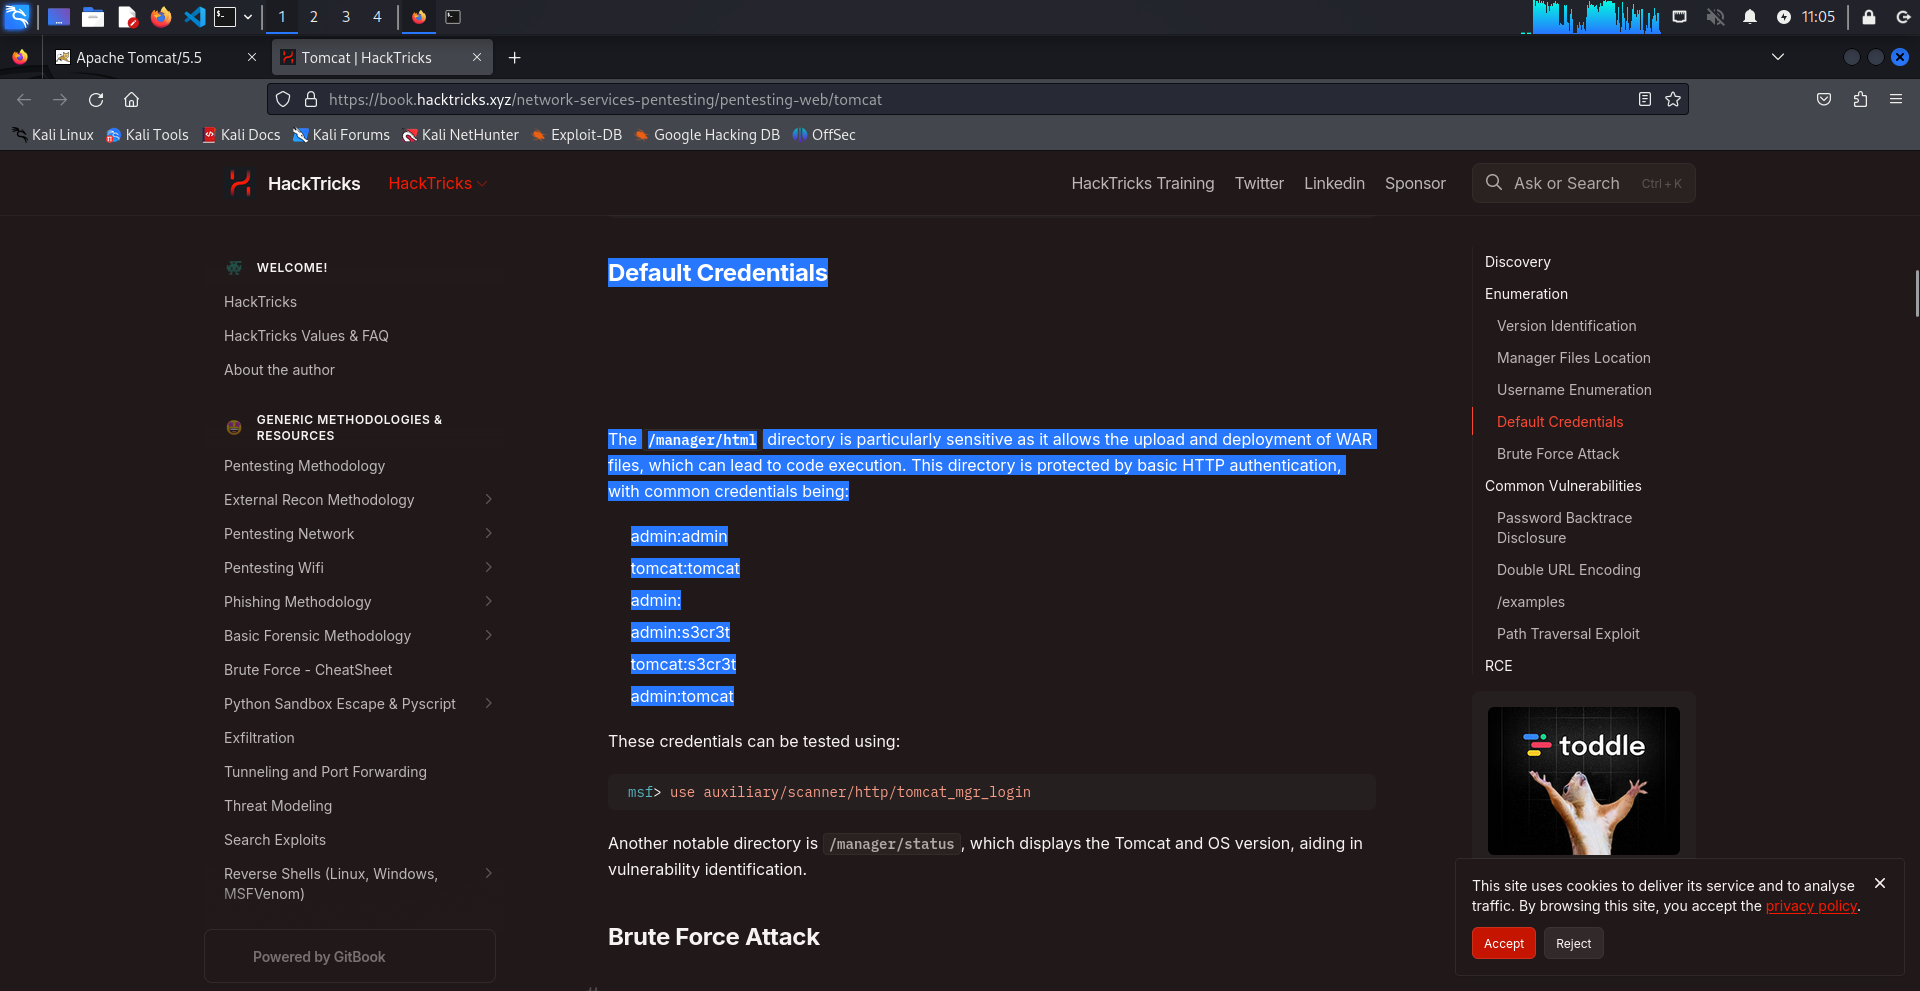 1
2
3
4
11:05
Apache Tomcat/5.5
Tomcat | HackTricks
https://book.hacktricks.xyz/network-services-pentesting/pentesting-web/tomcat
Kali Linux
Kali Tools
Kali Docs
Kali Forums
Kali NetHunter
Exploit-DB
Google Hacking DB
OffSec
HackTricks
HackTricks
HackTricks Training
Twitter
Linkedin
Sponsor
Ask or Search
Ctrl + K
WELCOME!
HackTricks
HackTricks Values & FAQ
About the author
GENERIC METHODOLOGIES &
RESOURCES
Pentesting Methodology
External Recon Methodology
Pentesting Network
Pentesting Wifi
Phishing Methodology
Basic Forensic Methodology
Brute Force - CheatSheet
Python Sandbox Escape & Pyscript
Exfiltration
Tunneling and Port Forwarding
Threat Modeling
Search Exploits
Reverse Shells (Linux, Windows,
MSFVenom)
Powered by GitBook
Default Credentials
The /manager/html directory is particularly sensitive as it allows the upload and deployment of WAR
files, which can lead to code execution. This directory is protected by basic HTTP authentication,
with common credentials being:
admin:admin
tomcat:tomcat
admin:
admin:s3cr3t
tomcat:s3cr3t
admin:tomcat
These credentials can be tested using:
msf> use auxiliary/scanner/http/tomcat_mgr_login
Another notable directory is /manager/status, which displays the Tomcat and OS version, aiding in
vulnerability identification.
Brute Force Attack
Discovery
Enumeration
Version Identification
Manager Files Location
Username Enumeration
Default Credentials
Brute Force Attack
Common Vulnerabilities
Password Backtrace
Disclosure
Double URL Encoding
/examples
Path Traversal Exploit
RCE
toddle
This site uses cookies to deliver its service and to analyse
traffic. By browsing this site, you accept the privacy policy.
Accept
Reject